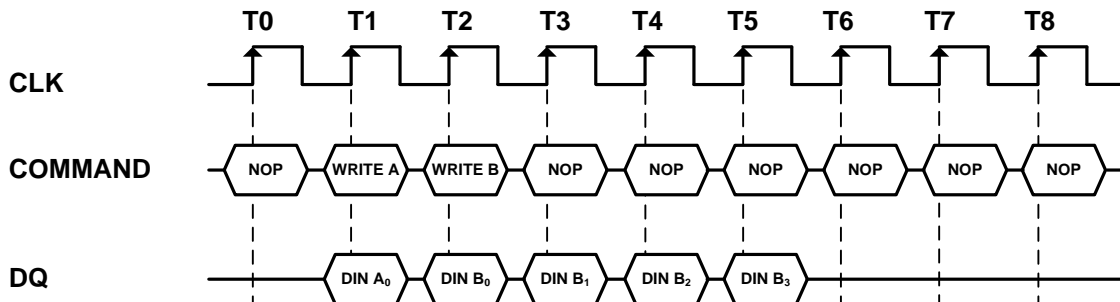 T0 T1 T2 T3 T4 T5 T6 T7 T8
CLK
COMMAND NOP WRITE A WRITE B NOP NOP NOP NOP NOP NOP
DQ DIN A₀ DIN B₀ DIN B₁ DIN B₂ DIN B₃